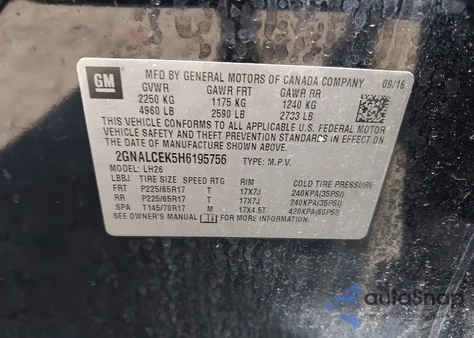 GM
MFD BY GENERAL MOTORS OF CANADA COMPANY 09/16
GVWR GAWR FRT GAWR RR
2250 KG 1175 KG 1240 KG
4960 LB 2590 LB 2733 LB
THIS VEHICLE CONFORMS TO ALL APPLICABLE U.S. FEDERAL MOTOR
VEHICLE SAFETY AND THEFT PREVENTION STANDARDS IN EFFECT ON
THE DATE OF MANUFACTURE SHOWN ABOVE.
2GNALCEK5H6195756 TYPE: M.P.V.
MODEL: LH26
LBBJ TIRE SIZE SPEED RTG RIM COLD TIRE PRESSURE
FRT P225/65R17 T 17X7J 240KPA(35PSI)
RR P225/65R17 T 17X7J 240KPA(35PSI)
SPA T145/70R17 M 17X4.5T 420KPA(60PSI)
SEE OWNER'S MANUAL FOR MORE INFORMATION
autoSnap